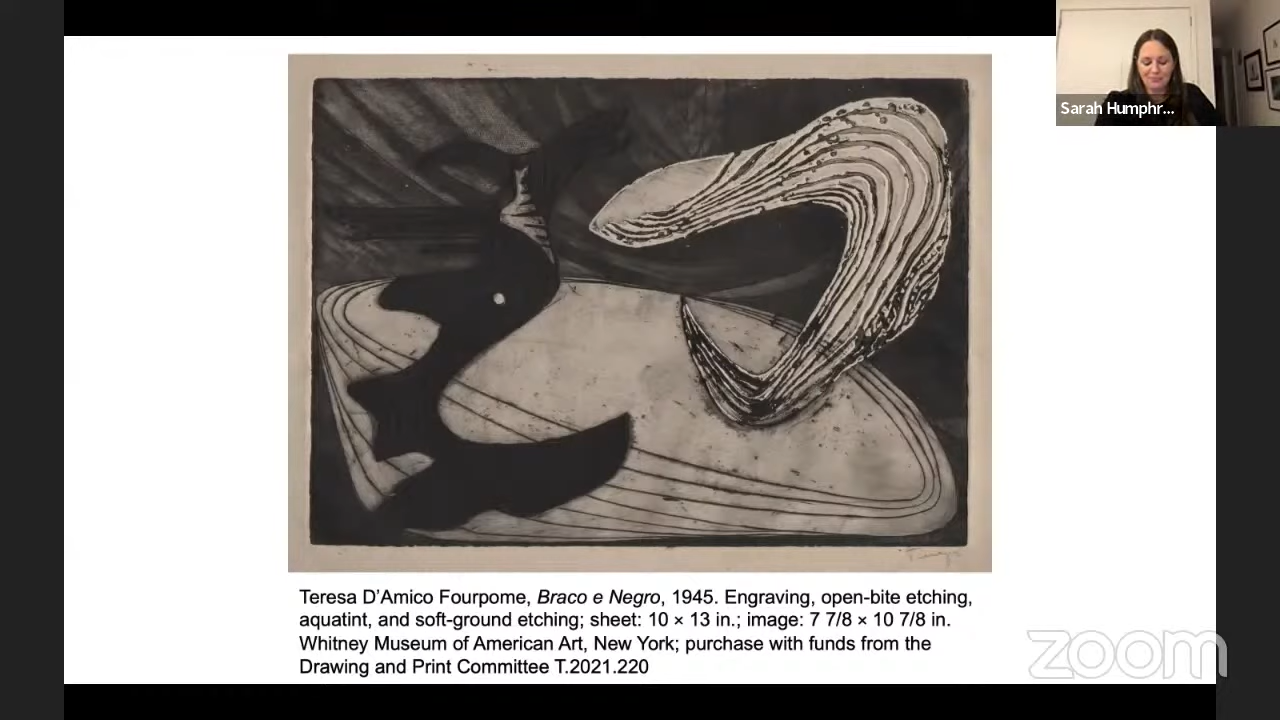 Sarah Humphr...
Teresa D'Amico Fourpome, Braco e Negro, 1945. Engraving, open-bite etching,
aquatint, and soft-ground etching; sheet: 10 × 13 in.; image: 7 7/8 × 10 7/8 in.
Whitney Museum of American Art, New York; purchase with funds from the
Drawing and Print Committee T.2021.220
zoom